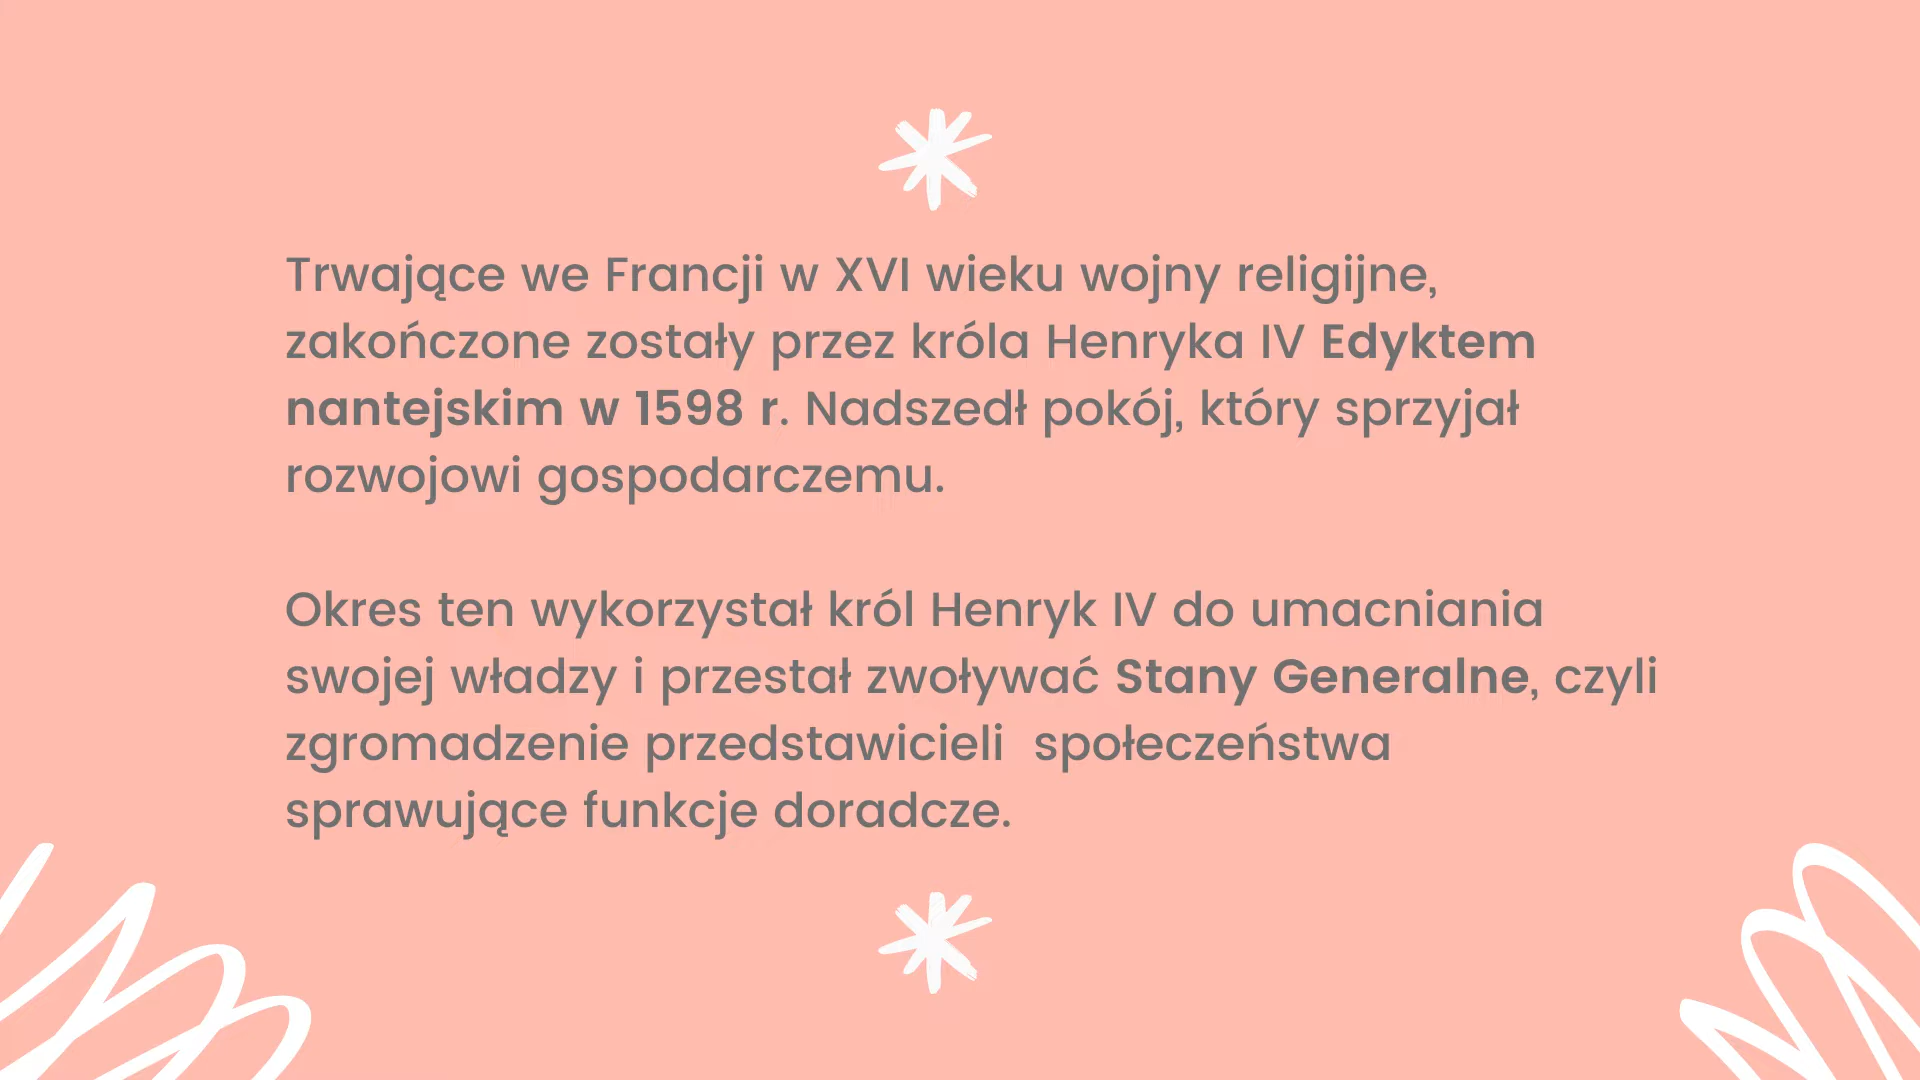 Trwające we Francji w XVI wieku wojny religijne,
zakończone zostały przez króla Henryka IV Edyktem
nantejskim w 1598 r. Nadszedł pokój, który sprzyjał
rozwojowi gospodarczemu.
Okres ten wykorzystał król Henryk IV do umacniania
swojej władzy i przestał zwoływać Stany Generalne, czyli
zgromadzenie przedstawicieli  społeczeństwa
sprawujące funkcje doradcze.